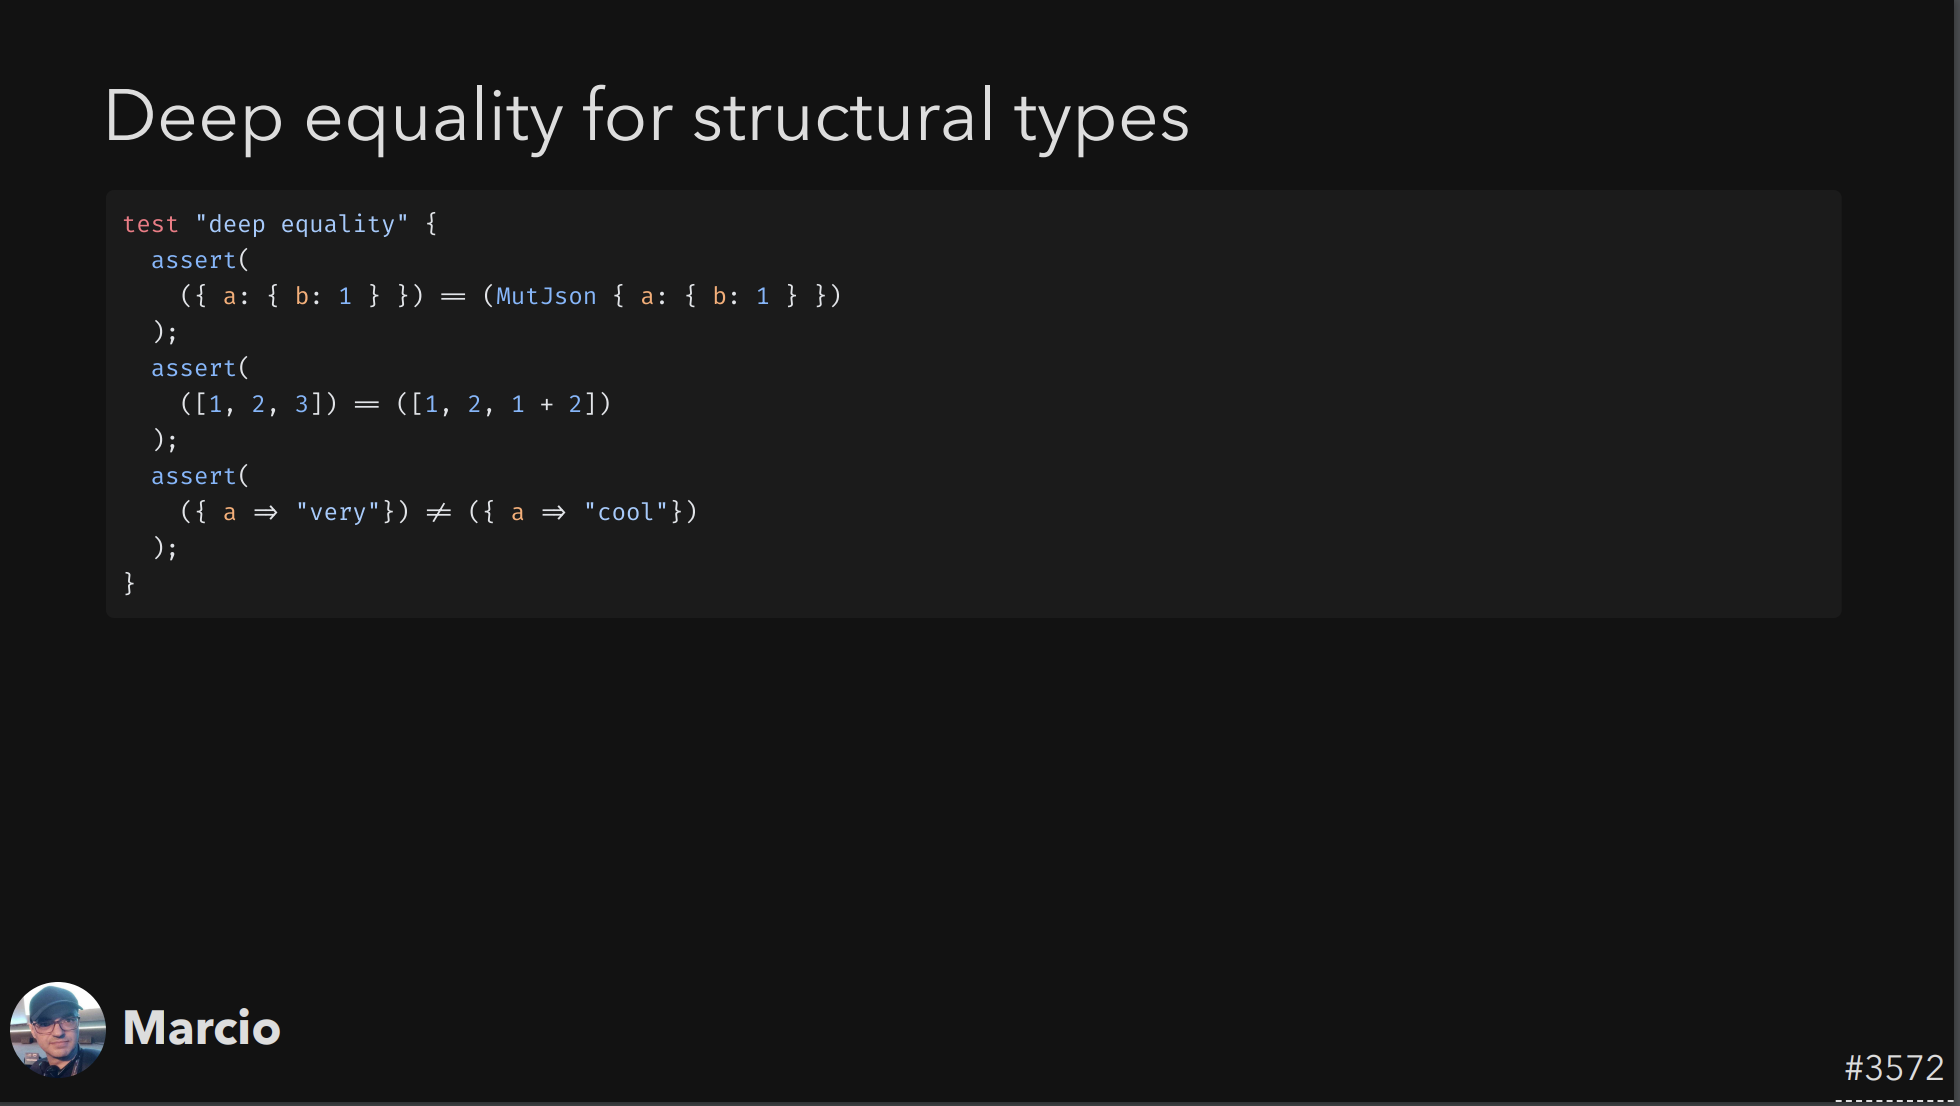 Deep equality for structural types
test "deep equality" {
  assert(
    ({ a: { b: 1 } }) == (MutJson { a: { b: 1 } })
  );
  assert(
    ([1, 2, 3]) == ([1, 2, 1 + 2])
  );
  assert(
    ({ a => "very"}) != ({ a => "cool"})
  );
}
Marcio
#3572